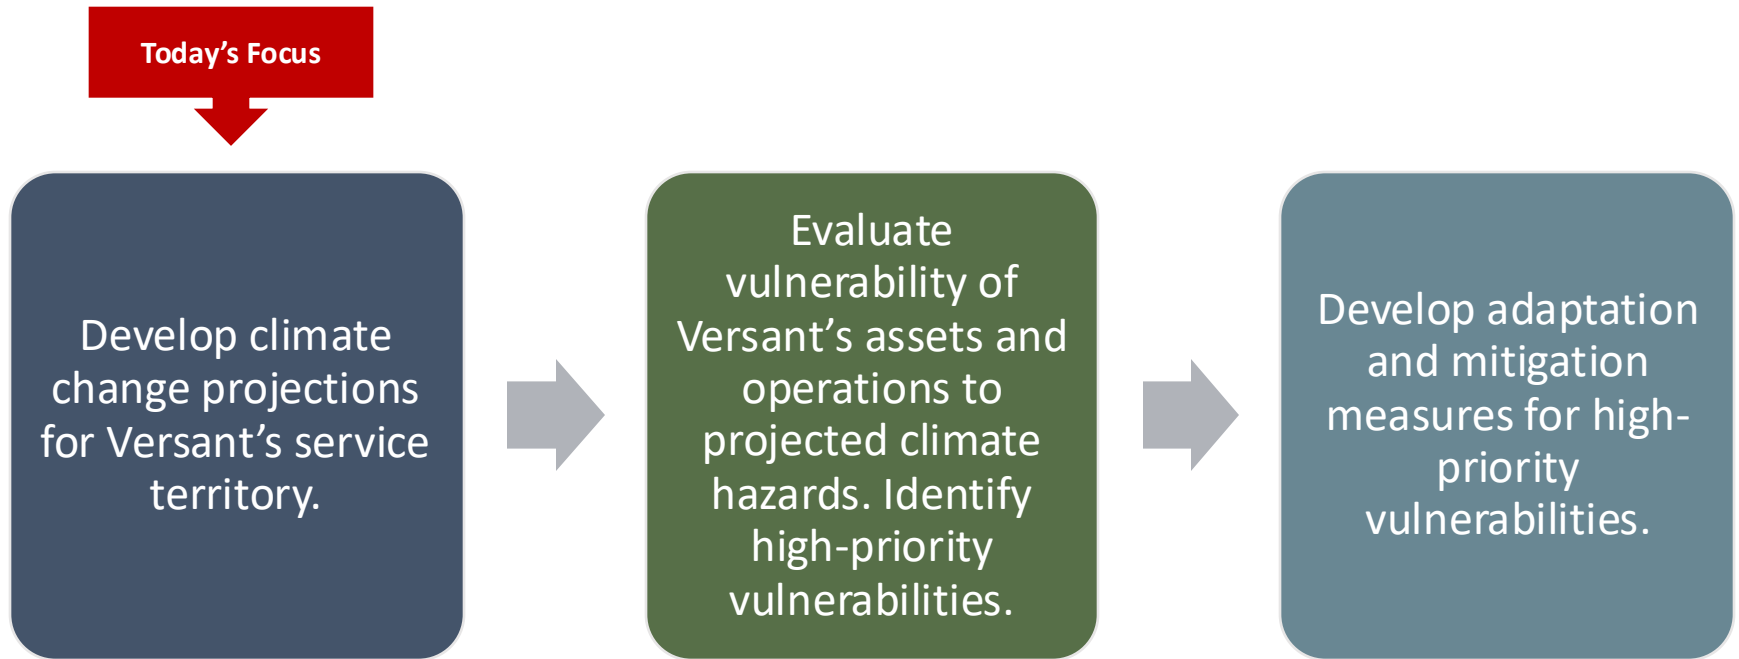 Today’s Focus
Develop climate
change projections
for Versant’s service
territory.
Evaluate
vulnerability of
Versant’s assets and
operations to
projected climate
hazards. Identify
high-priority
vulnerabilities.
Develop adaptation
and mitigation
measures for high-
priority
vulnerabilities.